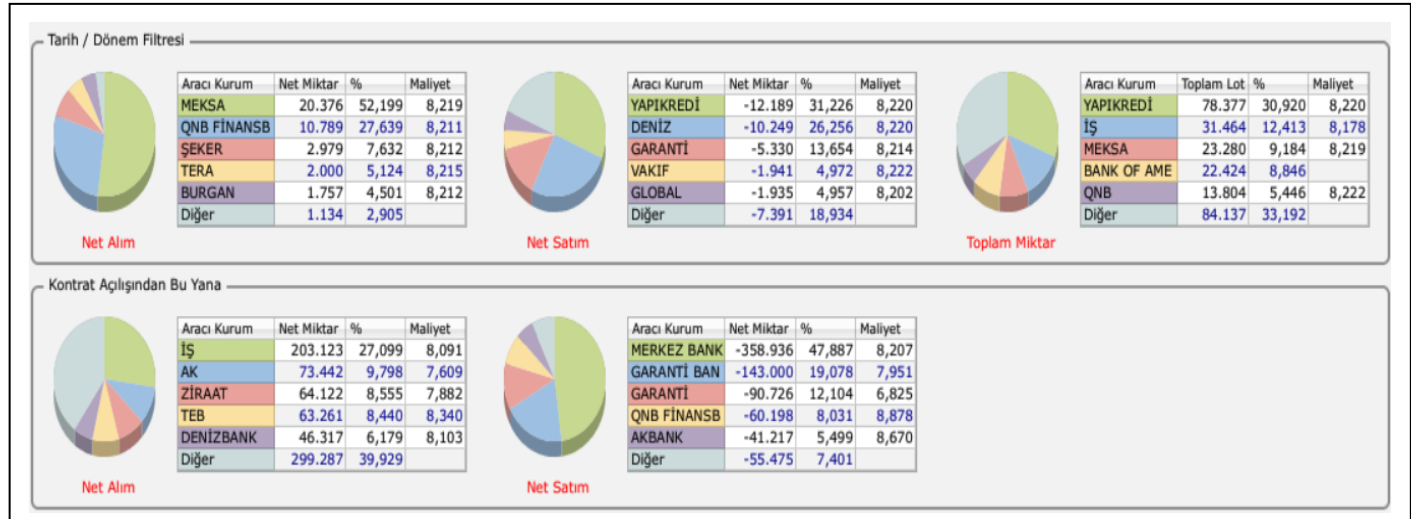 Tarih / Dönem Filtresi
Aracı Kurum Net Miktar % Maliyet
MEKSA 20.376 52,199 8,219
QNB FİNANSB 10.789 27,639 8,211
ŞEKER 2.979 7,632 8,212
TERA 2.000 5,124 8,215
BURGAN 1.757 4,501 8,212
Diğer 1.134 2,905
Net Alım
Aracı Kurum Net Miktar % Maliyet
YAPIKREDİ -12.189 31,226 8,220
DENİZ -10.249 26,256 8,220
GARANTİ -5.330 13,654 8,214
VAKIF -1.941 4,972 8,222
GLOBAL -1.935 4,957 8,202
Diğer -7.391 18,934
Net Satım
Aracı Kurum Toplam Lot % Maliyet
YAPIKREDİ 78.377 30,920 8,220
İŞ 31.464 12,413 8,178
MEKSA 23.280 9,184 8,219
BANK OF AME 22.424 8,846
QNB 13.804 5,446 8,222
Diğer 84.137 33,192
Toplam Miktar
Kontrat Açılışından Bu Yana
Aracı Kurum Net Miktar % Maliyet
İŞ 203.123 27,099 8,091
AK 73.442 9,798 7,609
ZİRAAT 64.122 8,555 7,882
TEB 63.261 8,440 8,340
DENİZBANK 46.317 6,179 8,103
Diğer 299.287 39,929
Net Alım
Aracı Kurum Net Miktar % Maliyet
MERKEZ BANK -358.936 47,887 8,207
GARANTİ BAN -143.000 19,078 7,951
GARANTİ -90.726 12,104 6,825
QNB FİNANSB -60.198 8,031 8,878
AKBANK -41.217 5,499 8,670
Diğer -55.475 7,401
Net Satım